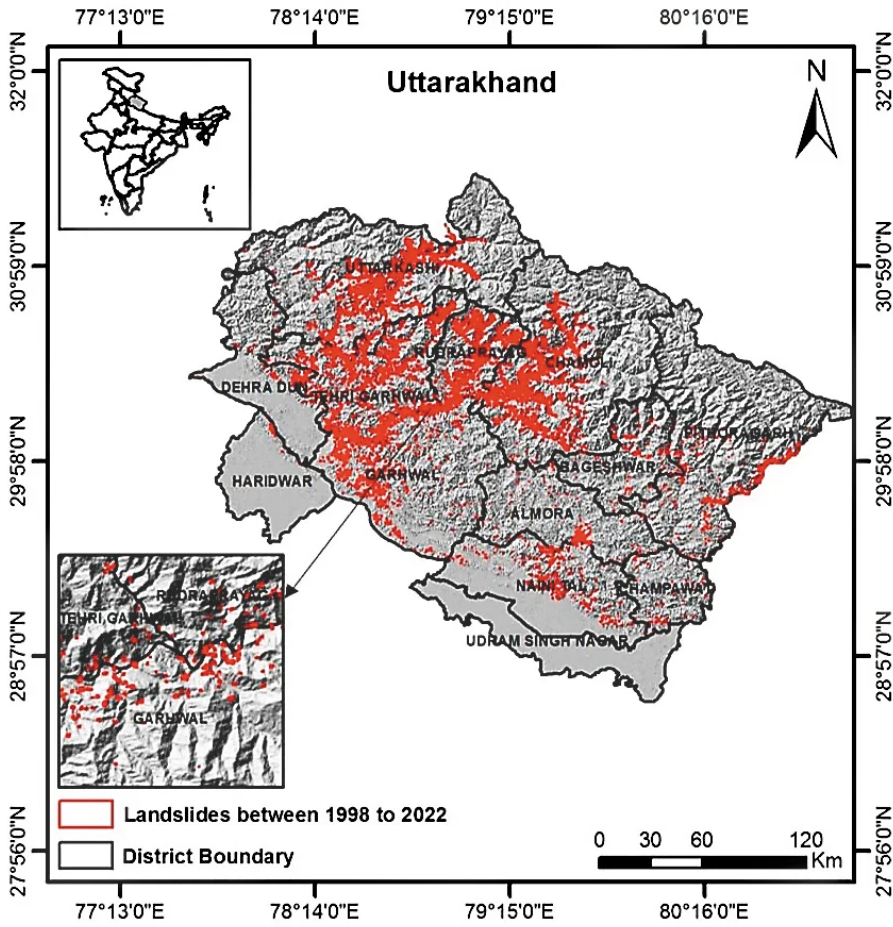 77°13'0"E 78°14'0"E 79°15'0"E 80°16'0"E
32°0'0"N
32°0'0"N
Uttarakhand
N
30°59'0"N
30°59'0"N
UTTARKASHI
RUDRAPRAYAG
CHAMOLI
DEHRA DUN
TEHRI GARHWAL
PITHORAGARH
29°58'0"N
29°58'0"N
BAGESHWAR
GARHWAL
HARIDWAR
ALMORA
NAINITAL
CHAMPAWAT
RUDRAPRAYAG
TEHRI GARHWAL
UDRAM SINGH NAGAR
28°57'0"N
28°57'0"N
GARHWAL
Landslides between 1998 to 2022
District Boundary
0 30 60 120
Km
27°56'0"N
27°56'0"N
77°13'0"E 78°14'0"E 79°15'0"E 80°16'0"E